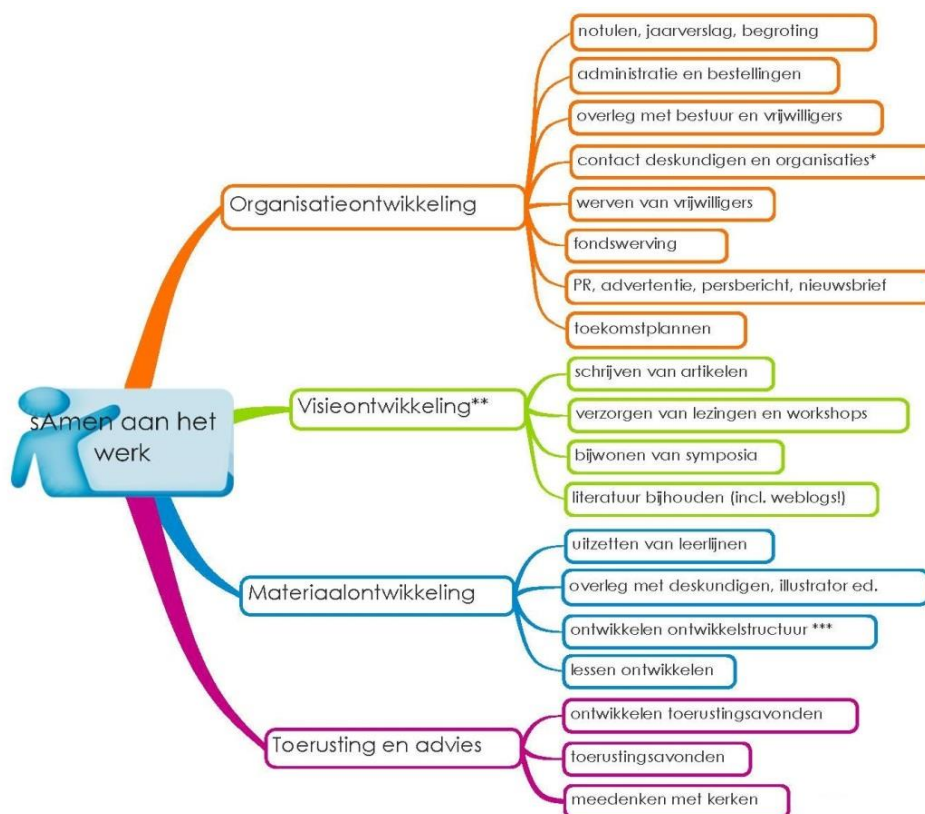 sAmen aan het
werk
Organisatieontwikkeling
notulen, jaarverslag, begroting
administratie en bestellingen
overleg met bestuur en vrijwilligers
contact deskundigen en organisaties*
werven van vrijwilligers
fondswerving
PR, advertentie, persbericht, nieuwsbrief
toekomstplannen
Visieontwikkeling**
schrijven van artikelen
verzorgen van lezingen en workshops
bijwonen van symposia
literatuur bijhouden (incl. weblogs!)
Materiaalontwikkeling
uitzetten van leerlijnen
overleg met deskundigen, illustrator ed.
ontwikkelen ontwikkelstructuur ***
lessen ontwikkelen
Toerusting en advies
ontwikkelen toerustingsavonden
toerustingsavonden
meedenken met kerken